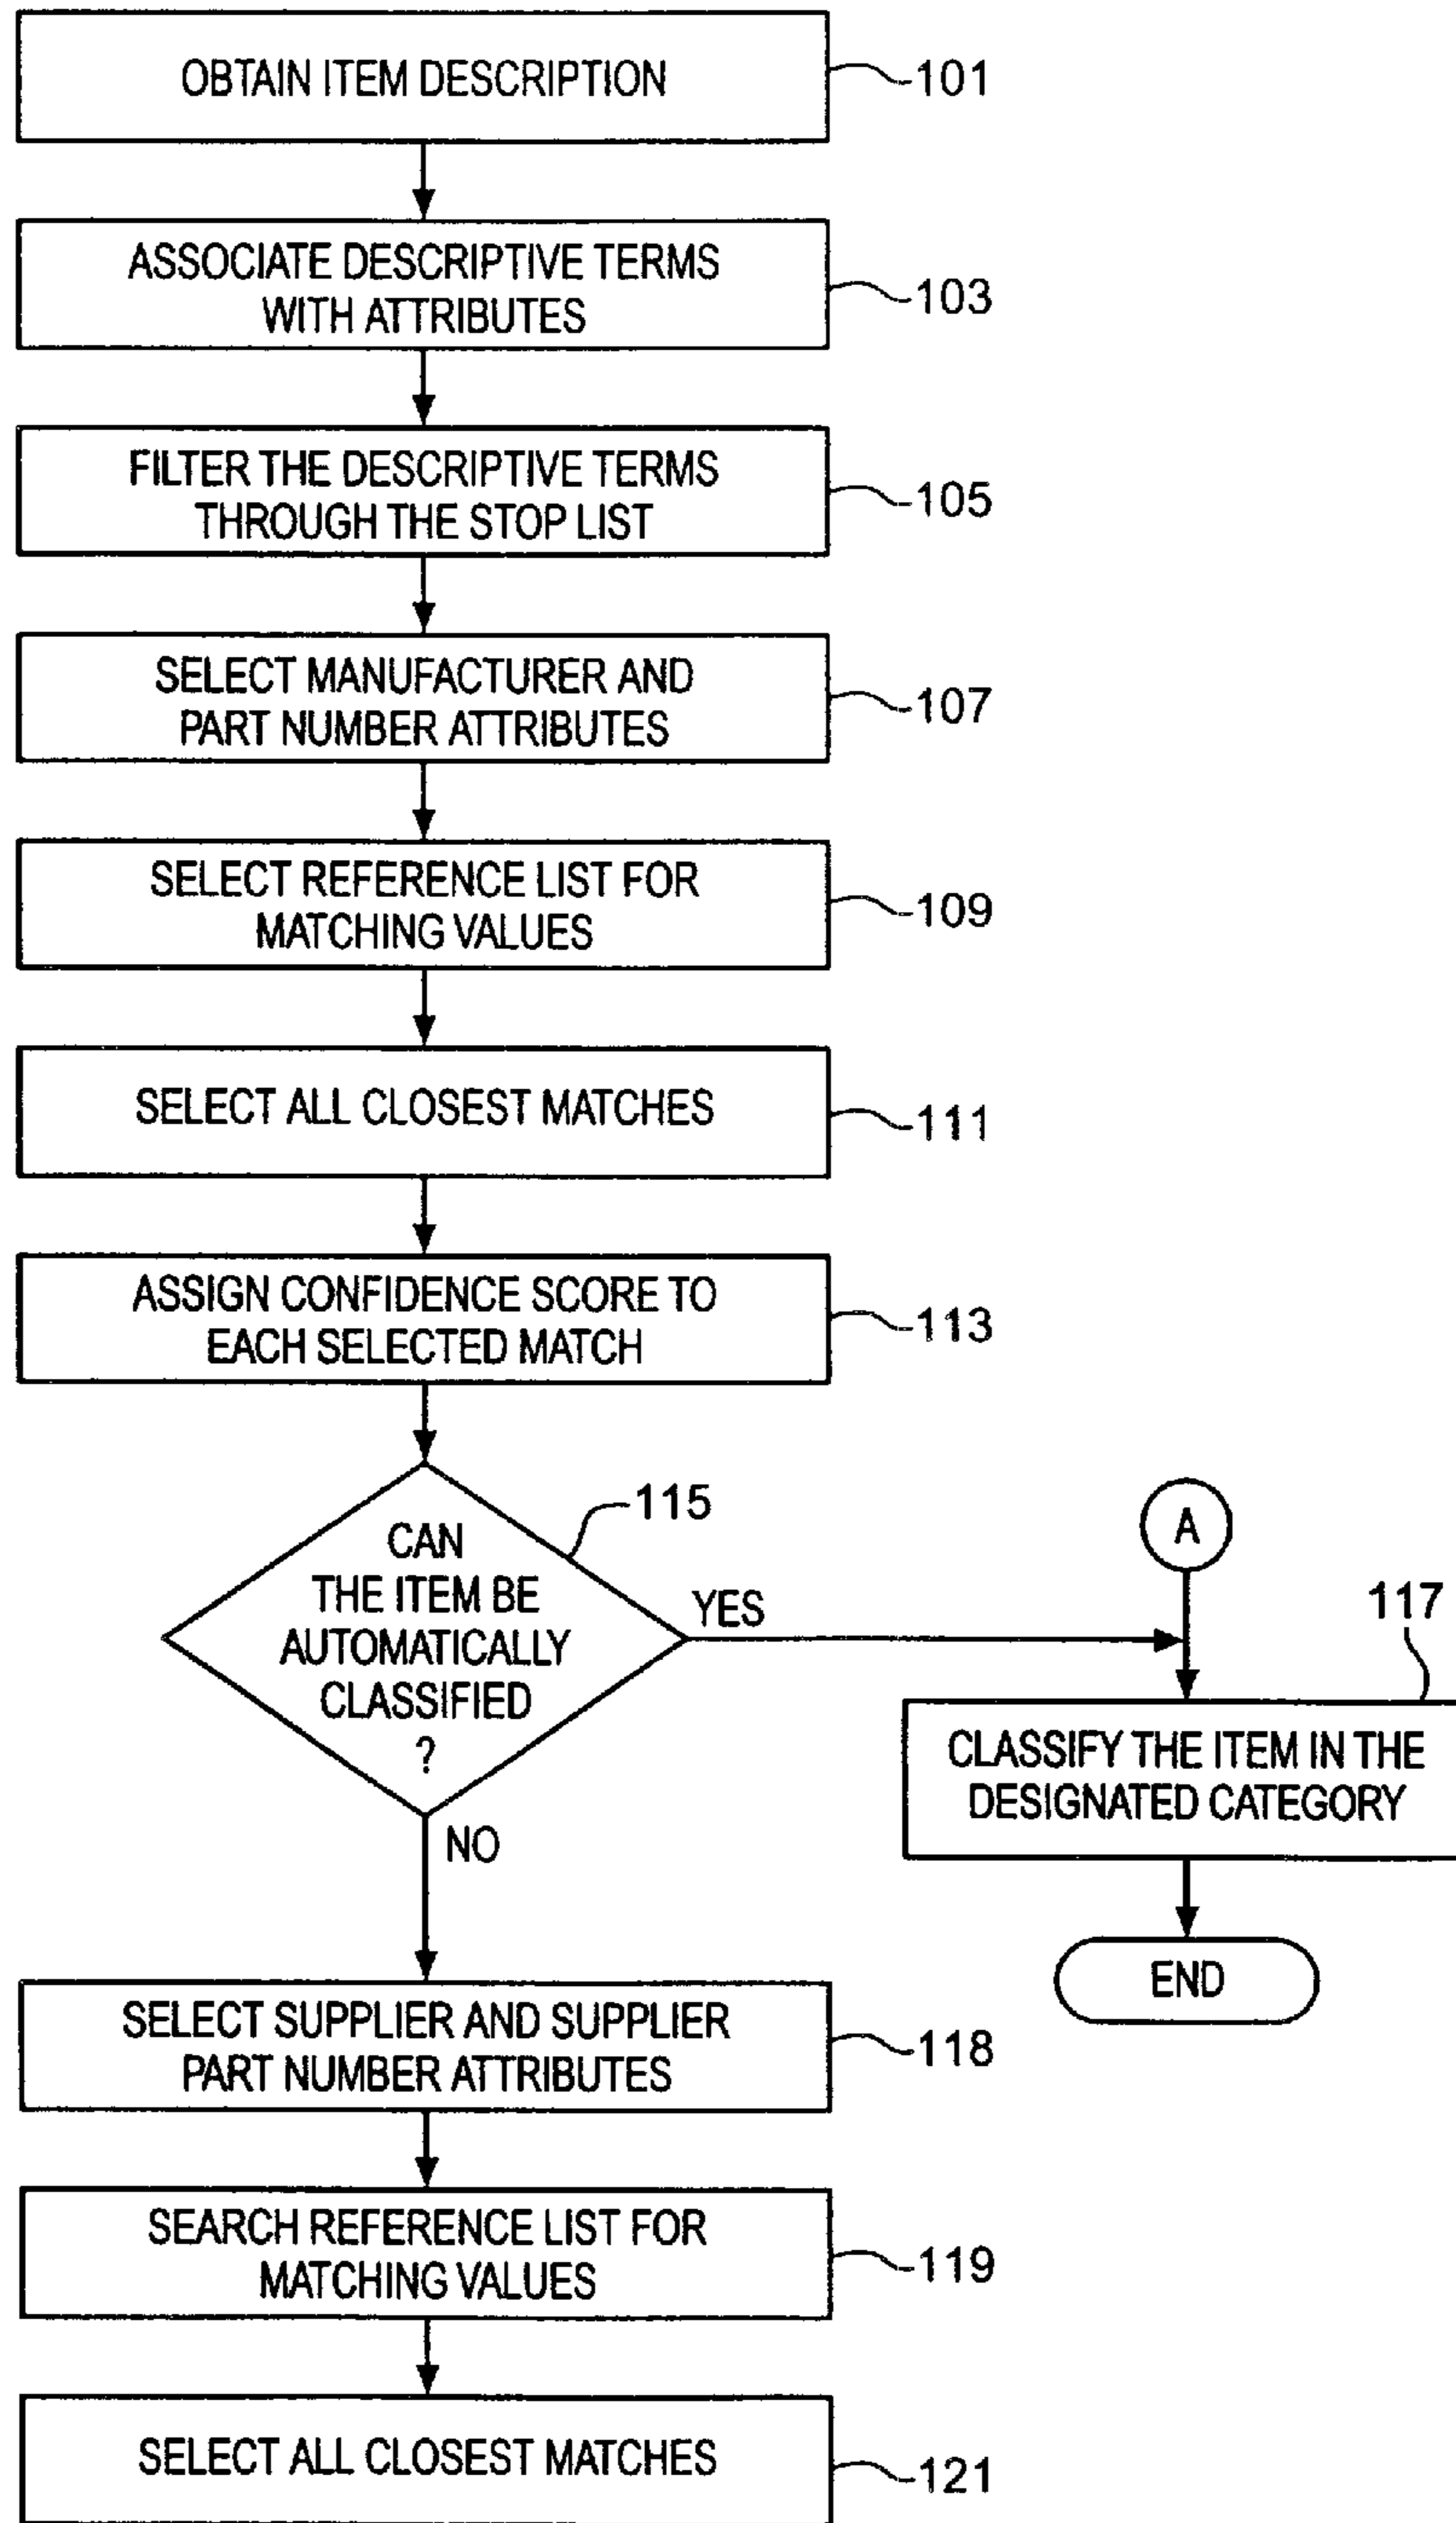 OBTAIN ITEM DESCRIPTION
101
ASSOCIATE DESCRIPTIVE TERMS
WITH ATTRIBUTES
103
FILTER THE DESCRIPTIVE TERMS
THROUGH THE STOP LIST
105
SELECT MANUFACTURER AND
PART NUMBER ATTRIBUTES
107
SELECT REFERENCE LIST FOR
MATCHING VALUES
109
SELECT ALL CLOSEST MATCHES
111
ASSIGN CONFIDENCE SCORE TO
EACH SELECTED MATCH
113
CAN
THE ITEM BE
AUTOMATICALLY
CLASSIFIED
?
115
YES
NO
A
117
CLASSIFY THE ITEM IN THE
DESIGNATED CATEGORY
END
SELECT SUPPLIER AND SUPPLIER
PART NUMBER ATTRIBUTES
118
SEARCH REFERENCE LIST FOR
MATCHING VALUES
119
SELECT ALL CLOSEST MATCHES
121